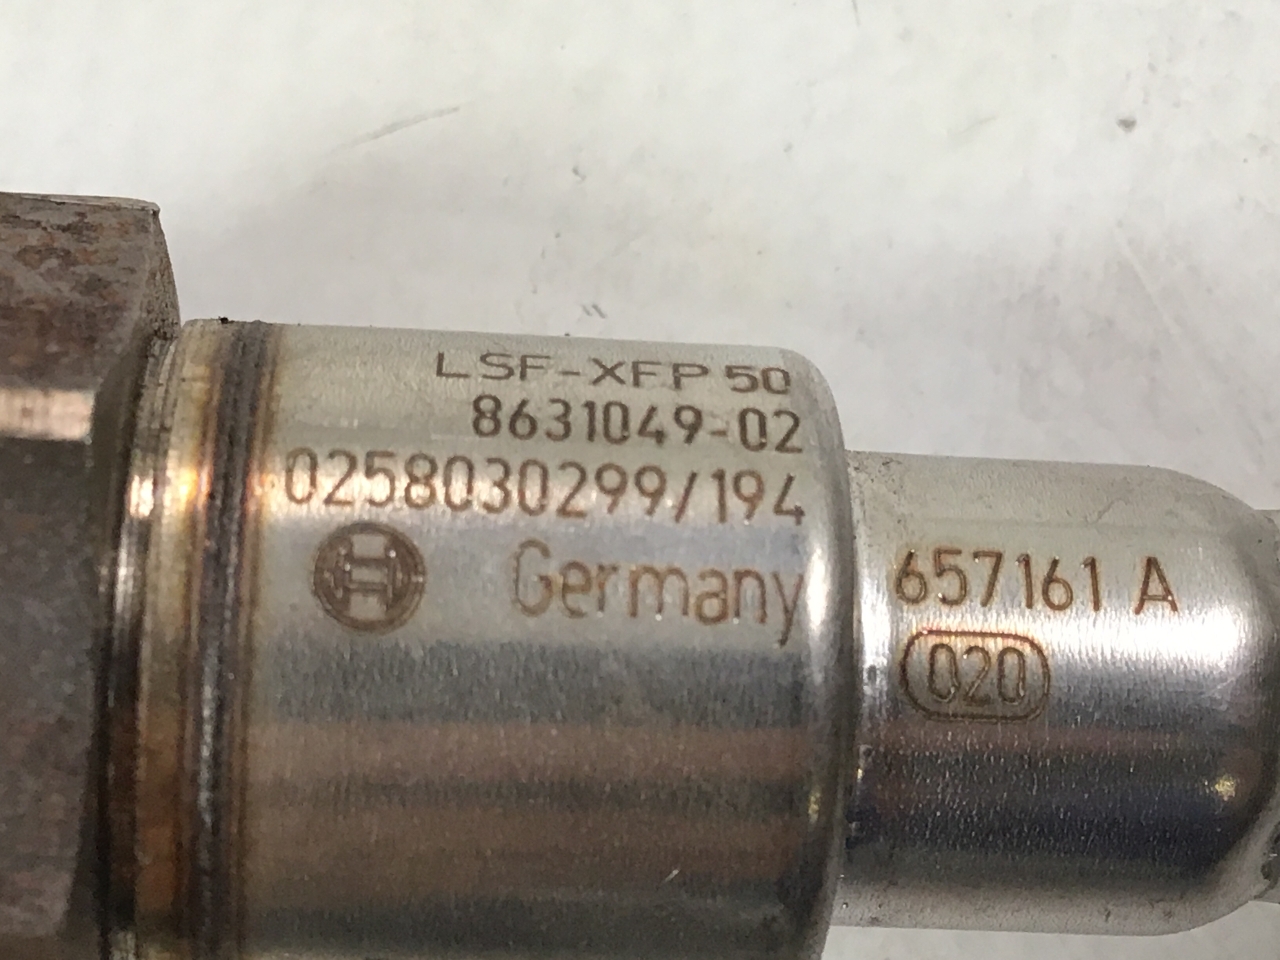 LSF-XFP 50
8631049-02
0258030299/194
Germany
657161 A
020